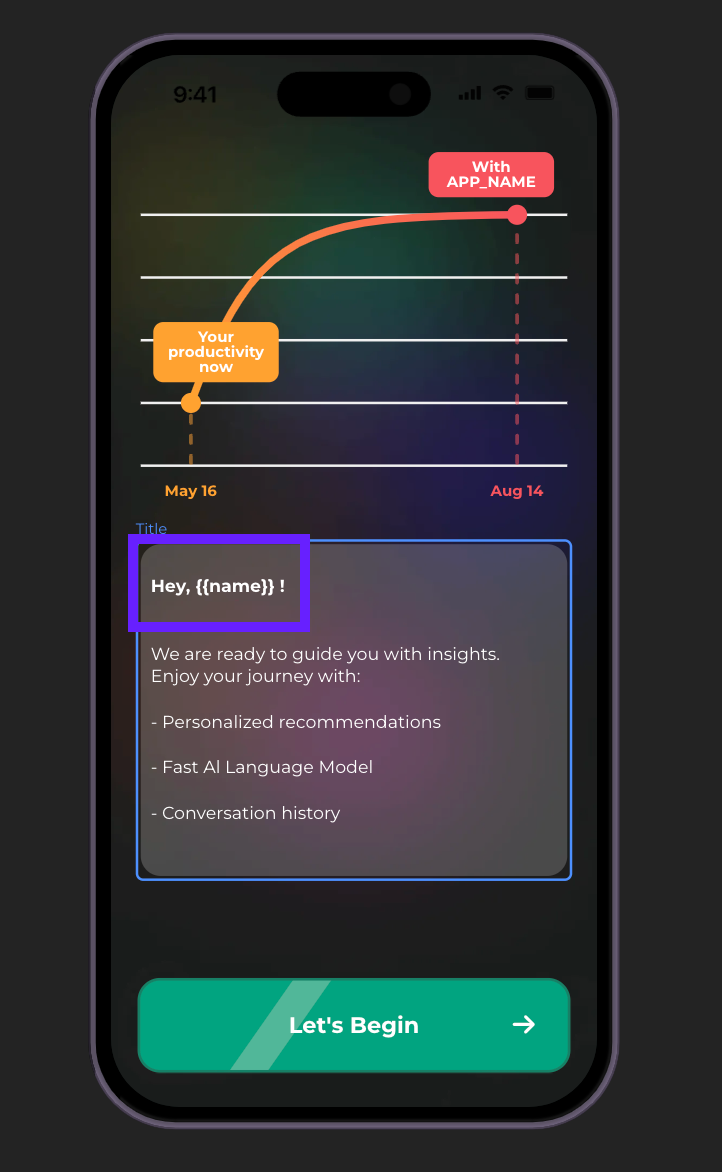 9:41
With
APP_NAME
Your
productivity
now
May 16
Aug 14
Title
Hey, {{name}} !
We are ready to guide you with insights.
Enjoy your journey with:
- Personalized recommendations
- Fast Al Language Model
- Conversation history
Let's Begin